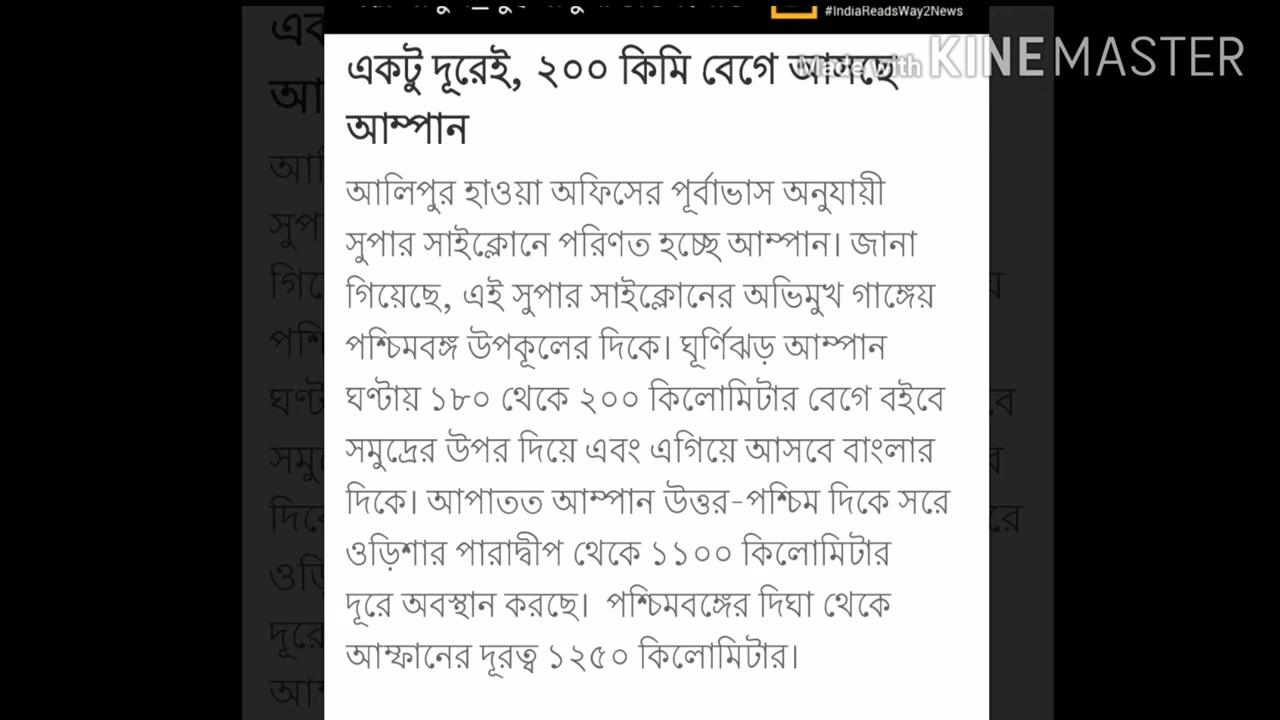 #IndiaReadsWay2News
Made with KINEMASTER
একটু দূরেই, ২০০ কিমি বেগে আসছে
আম্পান
আলিপুর হাওয়া অফিসের পূর্বাভাস অনুযায়ী
সুপার সাইক্লোনে পরিণত হচ্ছে আম্পান। জানা
গিয়েছে, এই সুপার সাইক্লোনের অভিমুখ গাঙ্গেয়
পশ্চিমবঙ্গ উপকূলের দিকে। ঘূর্ণিঝড় আম্পান
ঘণ্টায় ১৮০ থেকে ২০০ কিলোমিটার বেগে বইবে
সমুদ্রের উপর দিয়ে এবং এগিয়ে আসবে বাংলার
দিকে। আপাতত আম্পান উত্তর-পশ্চিম দিকে সরে
ওড়িশার পারাদ্বীপ থেকে ১১০০ কিলোমিটার
দূরে অবস্থান করছে। পশ্চিমবঙ্গের দিঘা থেকে
আম্ফানের দূরত্ব ১২৫০ কিলোমিটার।